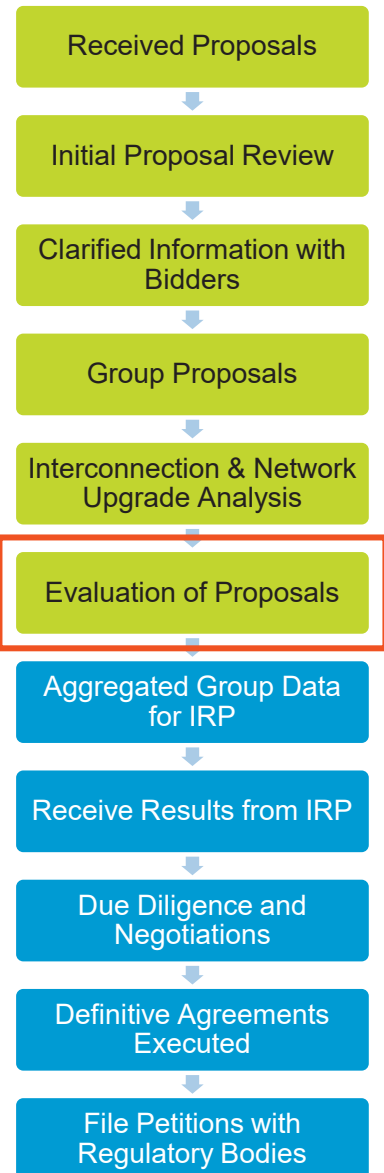 Received Proposals
Initial Proposal Review
Clarified Information with
Bidders
Group Proposals
Interconnection & Network
Upgrade Analysis
Evaluation of Proposals
Aggregated Group Data
for IRP
Receive Results from IRP
Due Diligence and
Negotiations
Definitive Agreements
Executed
File Petitions with
Regulatory Bodies